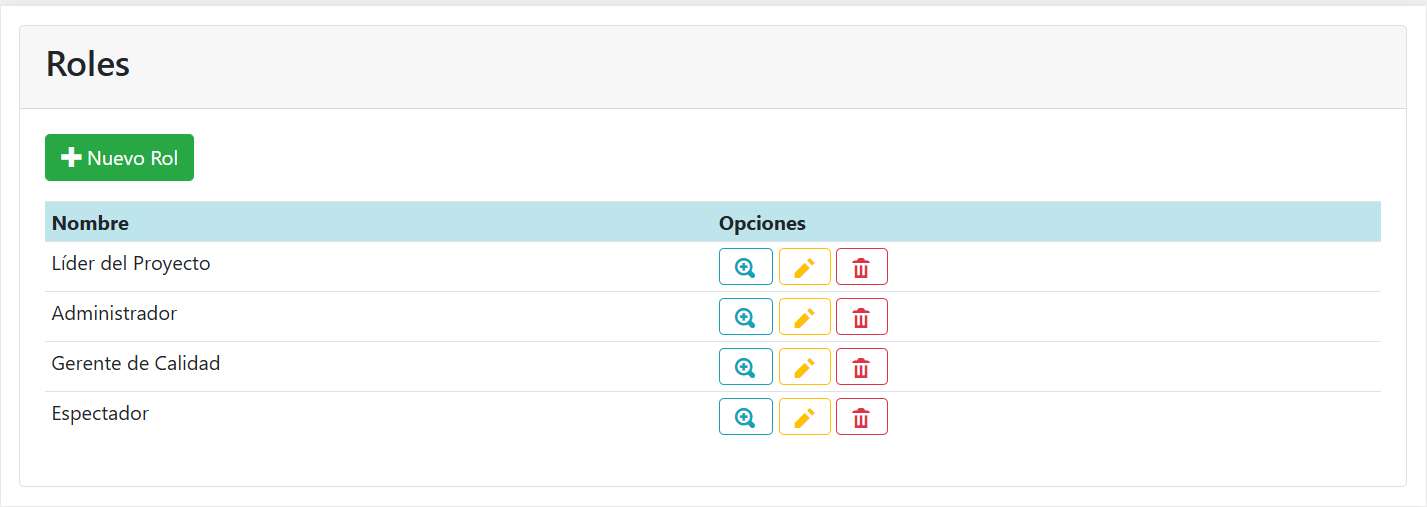 Roles
Nuevo Rol
Nombre Opciones
Líder del Proyecto
Administrador
Gerente de Calidad
Espectador